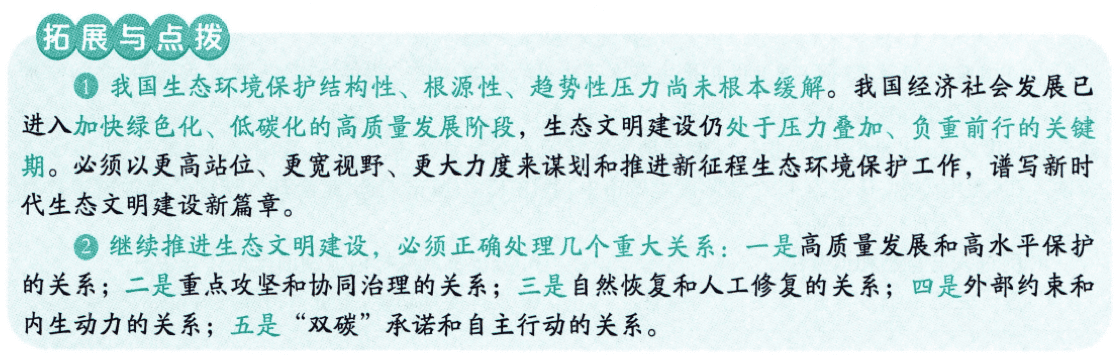 拓展与点拨
❶ 我国生态环境保护结构性、根源性、趋势性压力尚未根本缓解。我国经济社会发展已
进入加快绿色化、低碳化的高质量发展阶段，生态文明建设仍处于压力叠加、负重前行的关键
期。必须以更高站位、更宽视野、更大力度来谋划和推进新征程生态环境保护工作，谱写新时
代生态文明建设新篇章。
❷ 继续推进生态文明建设，必须正确处理几个重大关系：一是高质量发展和高水平保护
的关系；二是重点攻坚和协同治理的关系；三是自然恢复和人工修复的关系；四是外部约束和
内生动力的关系；五是“双碳”承诺和自主行动的关系。